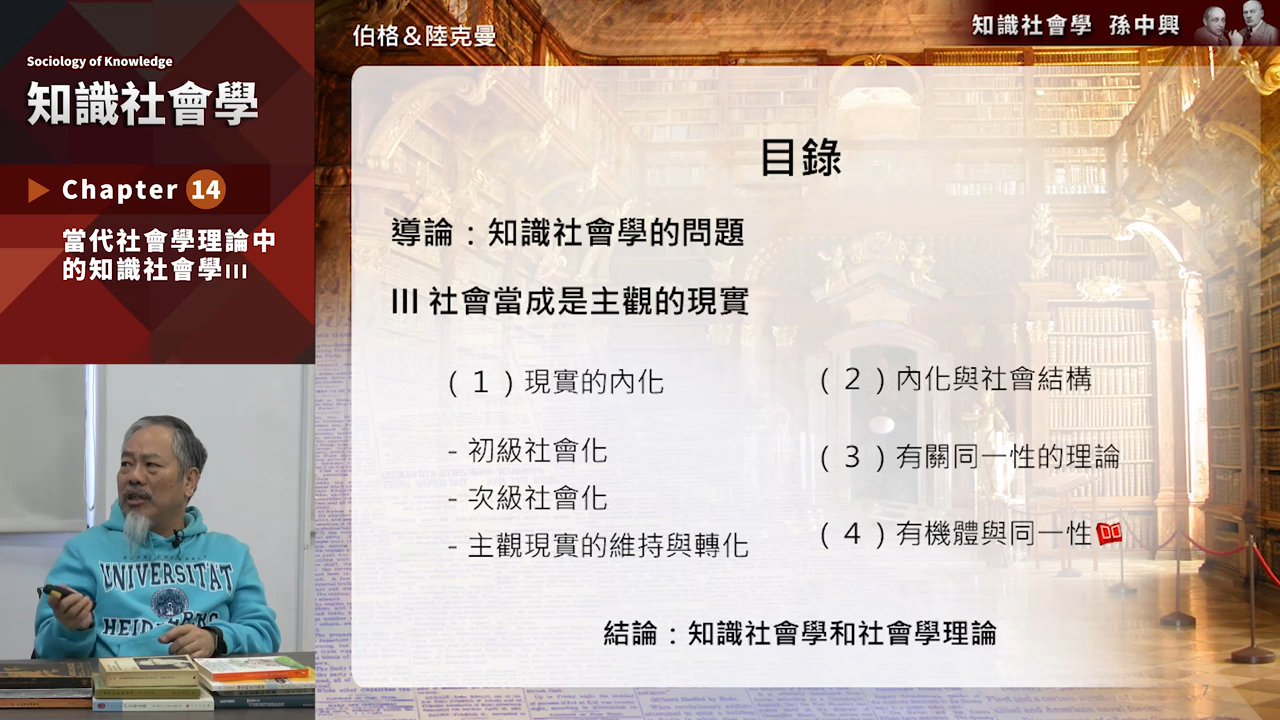 Sociology of Knowledge
知識社會學
Chapter 14
當代社會學理論中
的知識社會學III
伯格&陸克曼
知識社會學 孫中興
目錄
導論：知識社會學的問題
III 社會當成是主觀的現實
（1）現實的內化
- 初級社會化
- 次級社會化
- 主觀現實的維持與轉化
（2）內化與社會結構
（3）有關同一性的理論
（4）有機體與同一性
結論：知識社會學和社會學理論
UNIVERSITÄT
7